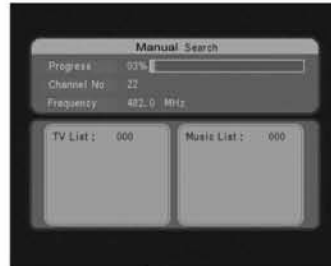 Manual Search
Progress 03%
Channel No 22
Frequency 482.0 MHz
TV List: 000 Music List: 000